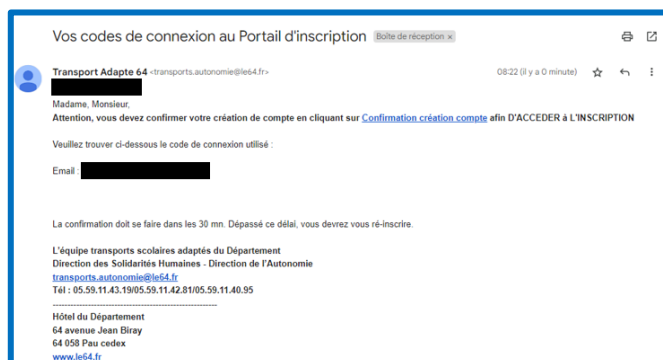 Vos codes de connexion au Portail d'inscription Boîte de réception ×
Transport Adapte 64 <transports.autonomie@le64.fr> 08:22 (il y a 0 minute)
Madame, Monsieur,
Attention, vous devez confirmer votre création de compte en cliquant sur Confirmation création compte afin D'ACCEDER à L'INSCRIPTION
Veuillez trouver ci-dessous le code de connexion utilisé :
Email :
La confirmation doit se faire dans les 30 mn. Dépassé ce délai, vous devrez vous ré-inscrire.
L'équipe transports scolaires adaptés du Département
Direction des Solidarités Humaines - Direction de l'Autonomie
transports.autonomie@le64.fr
Tél : 05.59.11.43.19/05.59.11.42.81/05.59.11.40.95
------------------------------------------------------
Hôtel du Département
64 avenue Jean Biray
64 058 Pau cedex
www.le64.fr